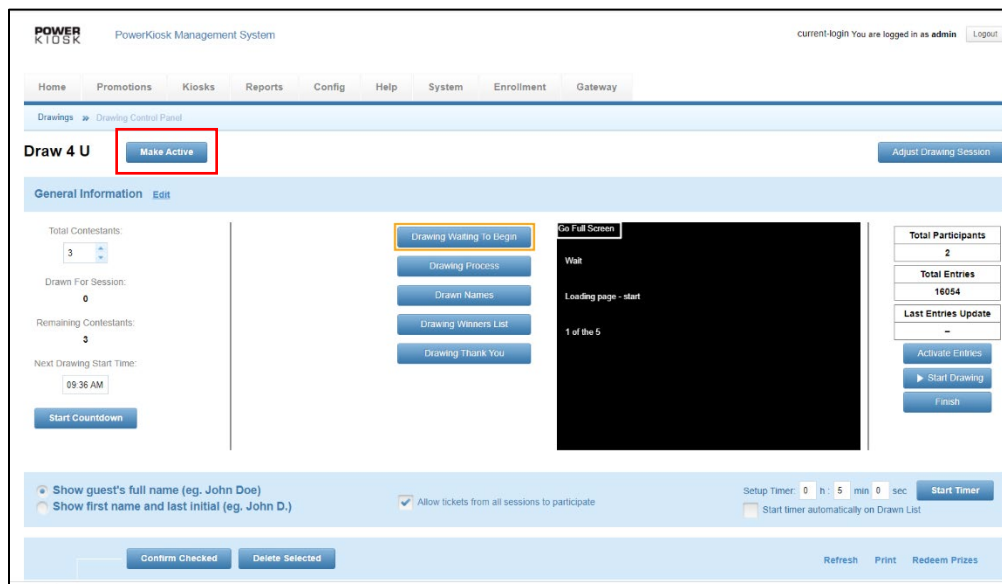 POWER KIOSK
PowerKiosk Management System
current-login You are logged in as admin
Logout
Home Promotions Kiosks Reports Config Help System Enrollment Gateway
Drawings » Drawing Control Panel
Draw 4 U
Make Active
Adjust Drawing Session
General Information Edit
Total Contestants:
3
Drawn For Session:
0
Remaining Contestants:
3
Next Drawing Start Time:
09:36 AM
Start Countdown
Drawing Waiting To Begin
Drawing Process
Drawn Names
Drawing Winners List
Drawing Thank You
Go Full Screen
Wait
Loading page - start
1 of the 5
Total Participants
2
Total Entries
16054
Last Entries Update
–
Activate Entries
Start Drawing
Finish
Show guest's full name (eg. John Doe)
Show first name and last initial (eg. John D.)
Allow tickets from all sessions to participate
Setup Timer: 0 h : 5 min 0 sec Start Timer
Start timer automatically on Drawn List
Confirm Checked Delete Selected Refresh Print Redeem Prizes